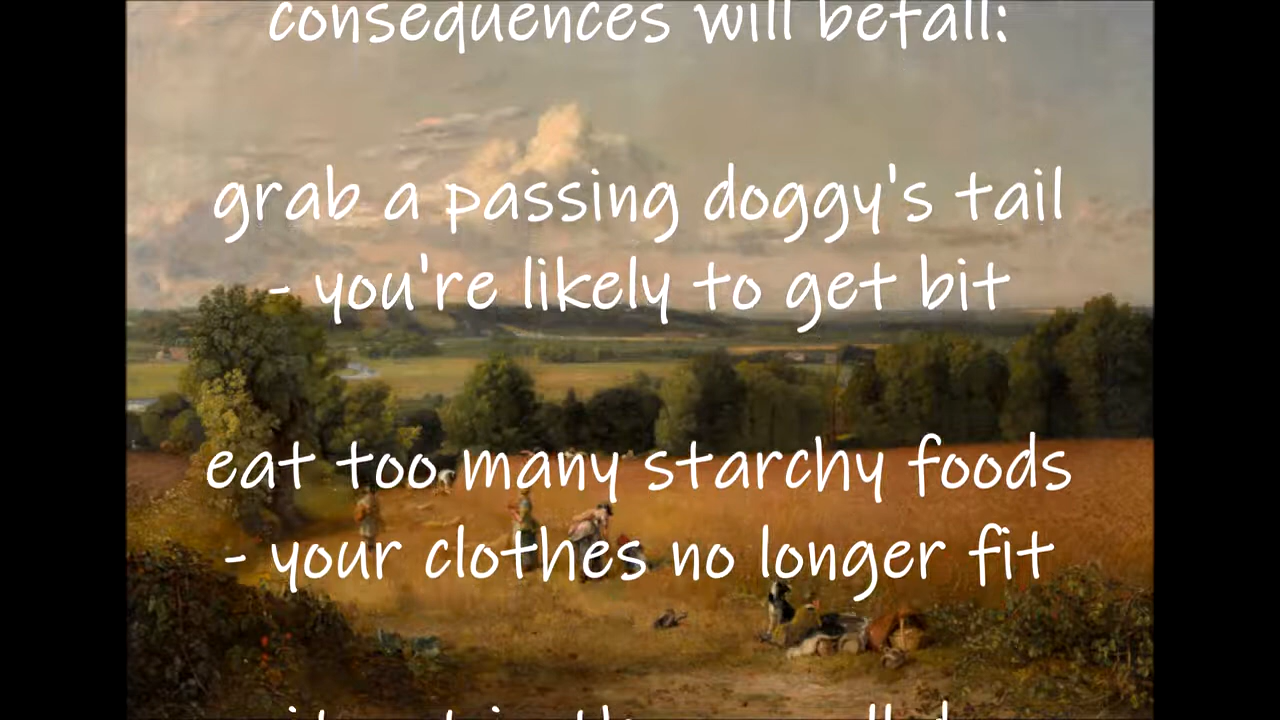 consequences will befall:
grab a passing doggy's tail
- you're likely to get bit
eat too many starchy foods
- your clothes no longer fit